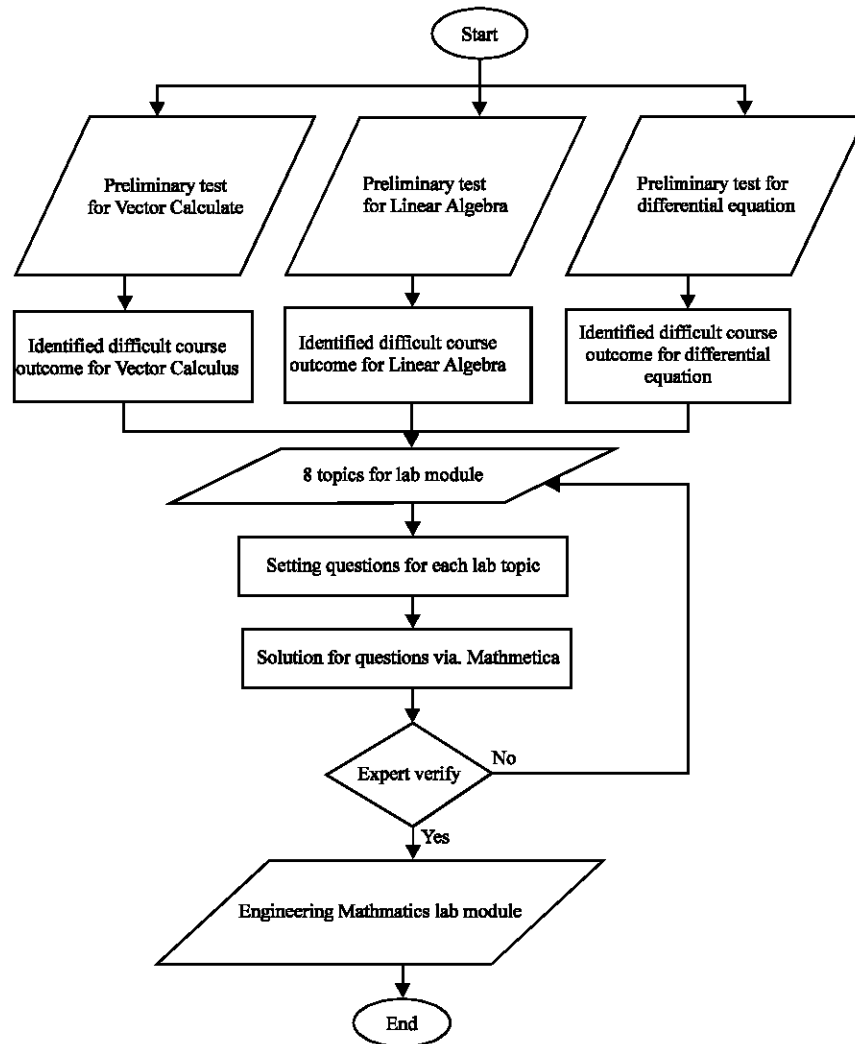 Start
Preliminary test
for Vector Calculate
Preliminary test
for Linear Algebra
Preliminary test for
differential equation
Identified difficult course
outcome for Vector Calculus
Identified difficult course
outcome for Linear Algebra
Identified difficult course
outcome for differential
equation
8 topics for lab module
Setting questions for each lab topic
Solution for questions via. Mathmetica
Expert verify
No
Yes
Engineering Mathmatics lab module
End